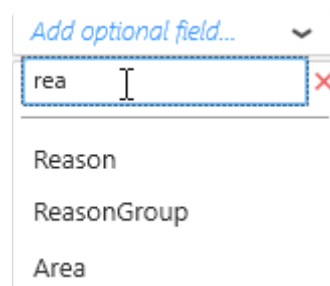 Add optional field...
rea
Reason
ReasonGroup
Area